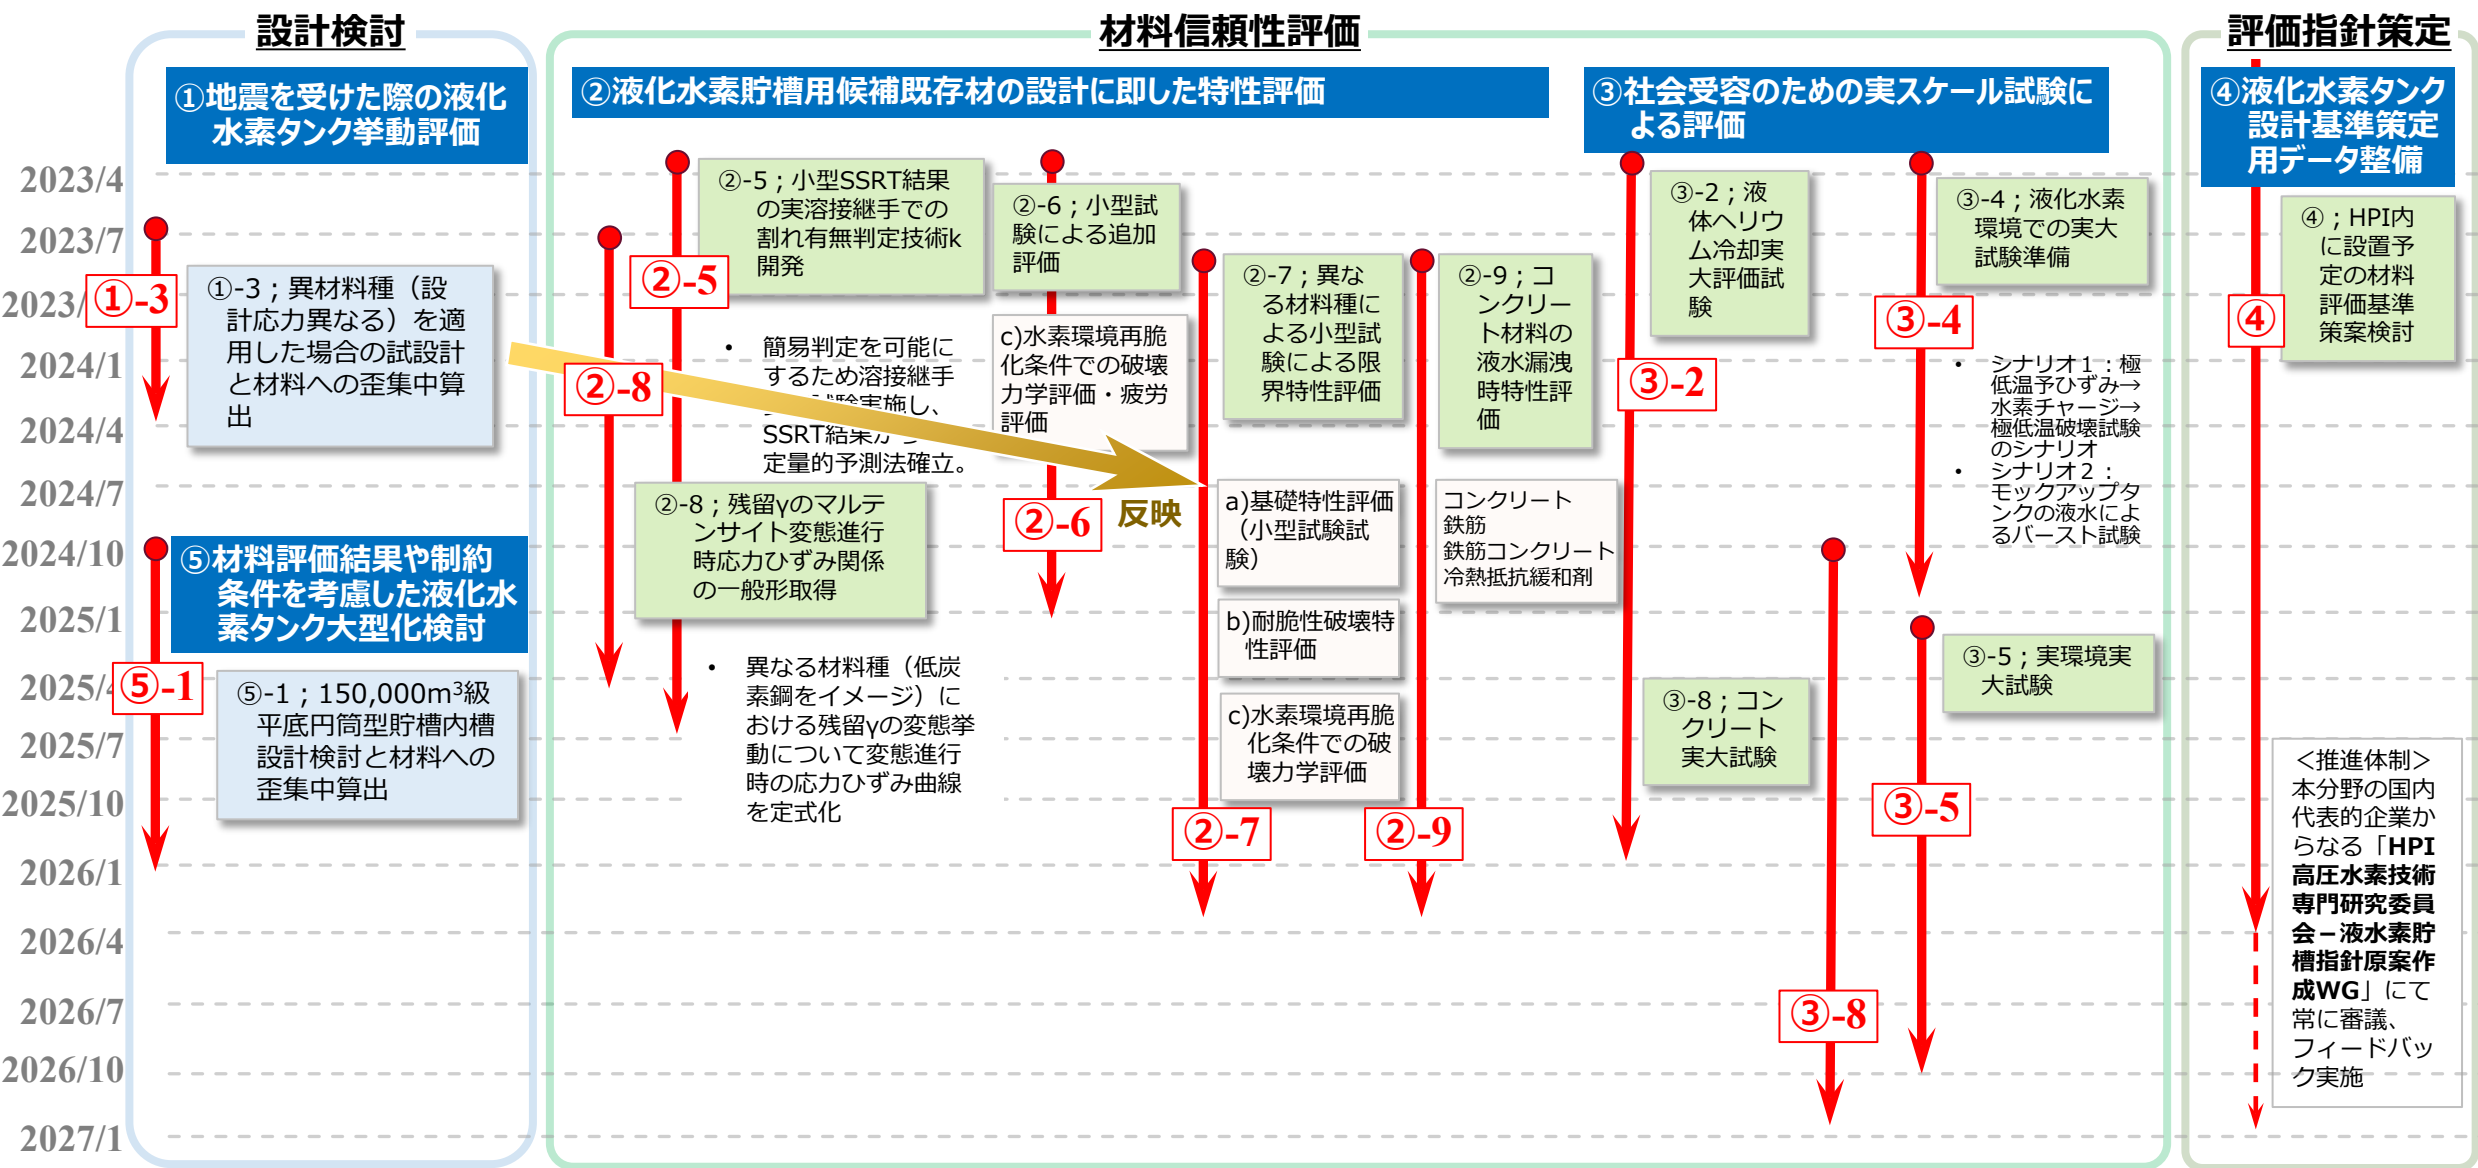 設計検討
材料信頼性評価
評価指針策定
①地震を受けた際の液化
水素タンク挙動評価
②液化水素貯槽用候補既存材の設計に即した特性評価
③社会受容のための実スケール試験に
よる評価
④液化水素タンク
設計基準策定
用データ整備
2023/4
2023/7
2023/
2024/1
2024/4
2024/7
2024/10
2025/1
2025/4
2025/7
2025/10
2026/1
2026/4
2026/7
2026/10
2027/1
①-3
①-3；異材料種（設
計応力異なる）を適
用した場合の試設計
と材料への歪集中算
出
⑤材料評価結果や制約
条件を考慮した液化水
素タンク大型化検討
⑤-1
⑤-1；150,000m³級
平底円筒型貯槽内槽
設計検討と材料への
歪集中算出
②-5
②-5；小型SSRT結果
の実溶接継手での
割れ有無判定技術k
開発
• 簡易判定を可能に
するため溶接継手
試験実施し、
SSRT結果から
定量的予測法確立。
②-8
②-8；残留γのマルテ
ンサイト変態進行
時応力ひずみ関係
の一般形取得
• 異なる材料種（低炭
素鋼をイメージ）に
おける残留γの変態挙
動について変態進行
時の応力ひずみ曲線
を定式化
②-6；小型試
験による追加
評価
c)水素環境再脆
化条件での破壊
力学評価・疲労
評価
②-6
反映
②-7；異な
る材料種に
よる小型試
験による限
界特性評価
a)基礎特性評価
（小型試験試
験）
b)耐脆性破壊特
性評価
c)水素環境再脆
化条件での破
壊力学評価
②-7
②-9；コ
ンクリー
ト材料の
液水漏洩
時特性評
価
コンクリート
鉄筋
鉄筋コンクリート
冷熱抵抗緩和剤
②-9
③-2；液
体ヘリウ
ム冷却実
大評価試
験
③-2
③-4；液化水素
環境での実大
試験準備
③-4
• シナリオ１：極
低温予ひずみ→
水素チャージ→
極低温破壊試験
のシナリオ
• シナリオ２：
モックアップタ
ンクの液水によ
るバースト試験
③-8；コン
クリート
実大試験
③-8
③-5；実環境実
大試験
③-5
④；HPI内
に設置予
定の材料
評価基準
策案検討
④
＜推進体制＞
本分野の国内
代表的企業か
らなる「HPI
高圧水素技術
専門研究委員
会－液水素貯
槽指針原案作
成WG」にて
常に審議、
フィードバッ
ク実施